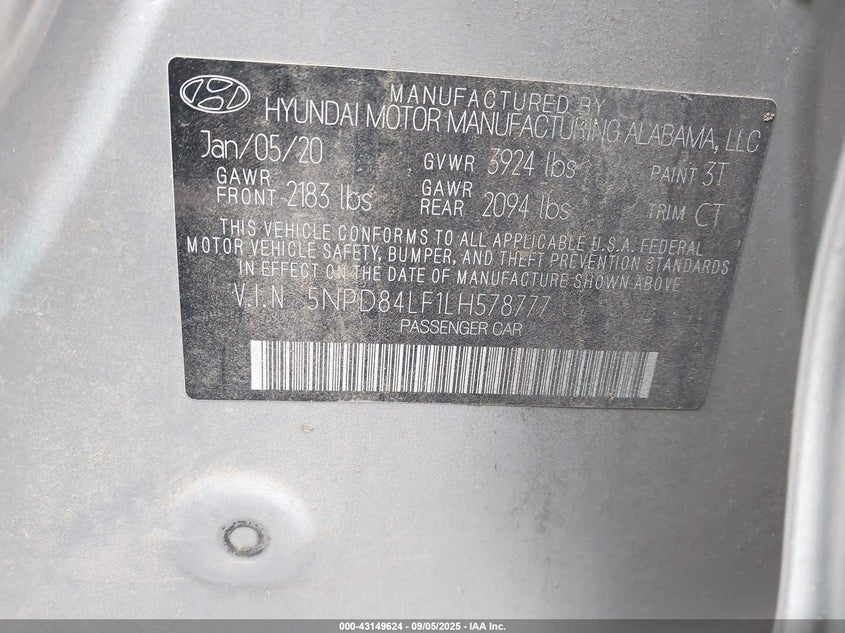 MANUFACTURED BY
HYUNDAI MOTOR MANUFACTURING ALABAMA, LLC
Jan/05/20 GVWR 3924 lbs PAINT 3T
GAWR FRONT 2183 lbs GAWR REAR 2094 lbs TRIM CT
THIS VEHICLE CONFORMS TO ALL APPLICABLE U.S.A. FEDERAL
MOTOR VEHICLE SAFETY, BUMPER, AND THEFT PREVENTION STANDARDS
IN EFFECT ON THE DATE OF MANUFACTURE SHOWN ABOVE
V.I.N 5NPD84LF1LH578777
PASSENGER CAR
000-43149624 - 09/05/2025 - IAA Inc.